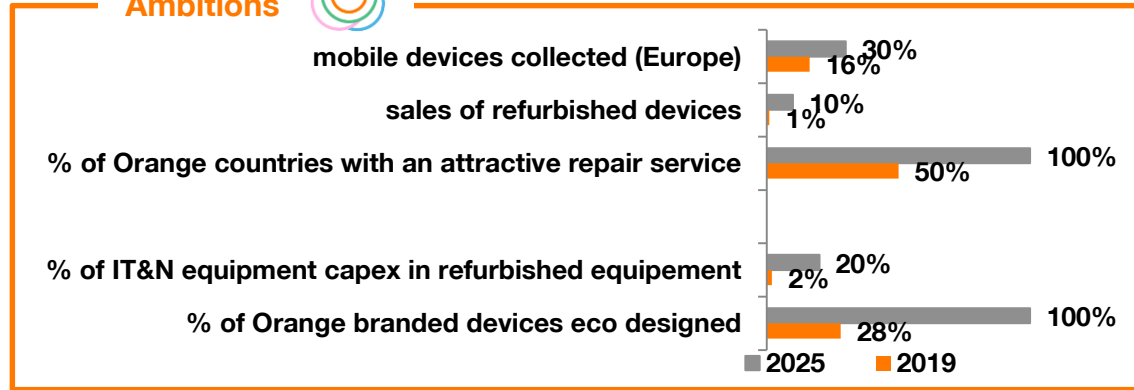 Ambitions
mobile devices collected (Europe)
30%
16%
sales of refurbished devices
10%
1%
% of Orange countries with an attractive repair service
100%
50%
% of IT&N equipment capex in refurbished equipement
20%
2%
% of Orange branded devices eco designed
100%
28%
2025 2019